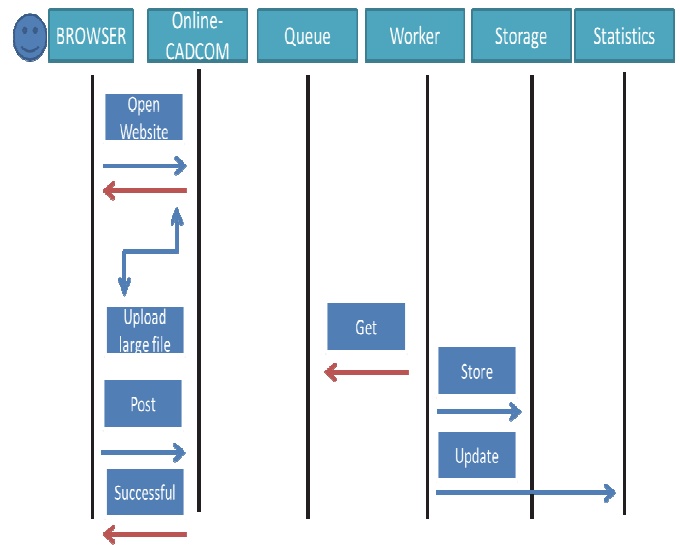 BROWSER
Online-
CADCOM
Queue
Worker
Storage
Statistics
Open
Website
Upload
large file
Get
Store
Post
Update
Successful